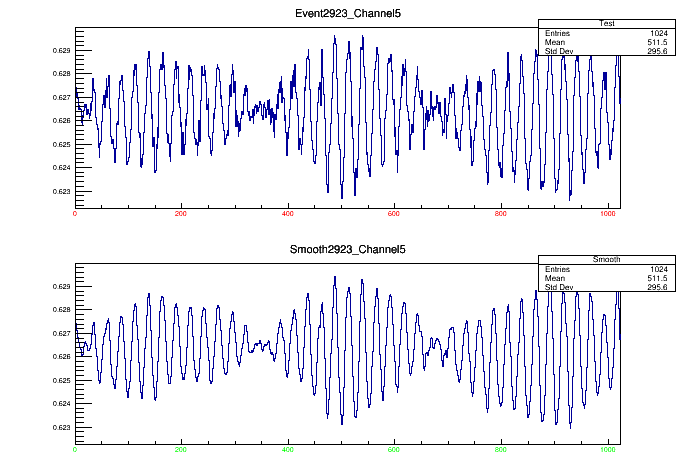 Event2923_Channel5
Test
Entries 1024
Mean 511.5
Std Dev 295.6
0.629
0.628
0.627
0.626
0.625
0.624
0.623
0 200 400 600 800 1000
Smooth2923_Channel5
Smooth
Entries 1024
Mean 511.5
Std Dev 295.6
0.629
0.628
0.627
0.626
0.625
0.624
0.623
0 200 400 600 800 1000